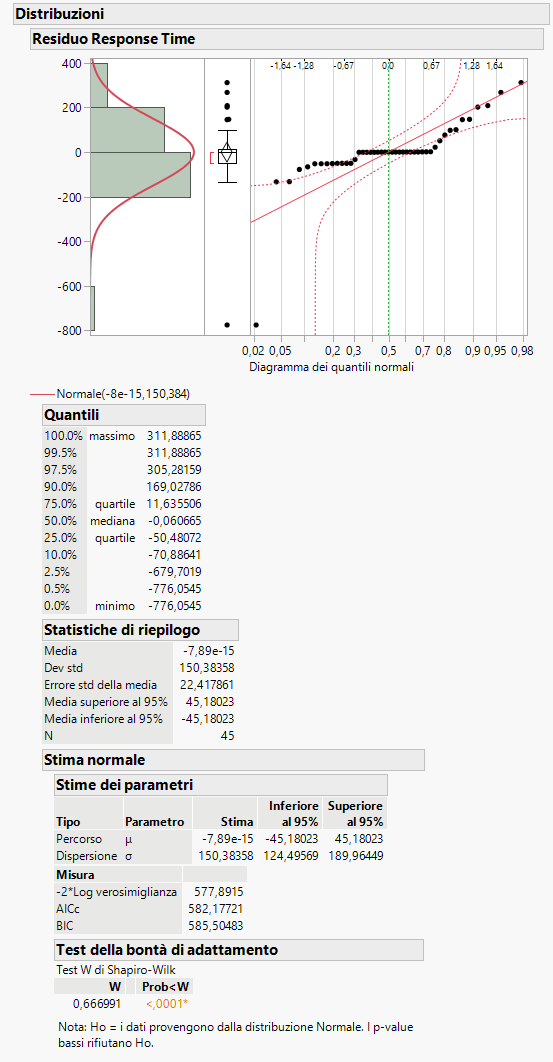 Distribuzioni
Residuo Response Time
400
200
0
-200
-400
-600
-800
-1,64 -1,28 -0,67 0,0 0,67 1,28 1,64
0,02 0,05 0,2 0,3 0,5 0,7 0,8 0,9 0,95 0,98
Diagramma dei quantili normali
Normale(-8e-15,150,384)
Quantili
100.0% massimo 311,88865
99.5% 311,88865
97.5% 305,28159
90.0% 169,02786
75.0% quartile 11,635506
50.0% mediana -0,060665
25.0% quartile -50,48072
10.0% -70,88641
2.5% -679,7019
0.5% -776,0545
0.0% minimo -776,0545
Statistiche di riepilogo
Media -7,89e-15
Dev std 150,38358
Errore std della media 22,417861
Media superiore al 95% 45,18023
Media inferiore al 95% -45,18023
N 45
Stima normale
Stime dei parametri
Inferiore Superiore
Tipo Parametro Stima al 95% al 95%
Percorso μ -7,89e-15 -45,18023 45,18023
Dispersione σ 150,38358 124,49569 189,96449
Misura
-2*Log verosimiglianza 577,8915
AICc 582,17721
BIC 585,50483
Test della bontà di adattamento
Test W di Shapiro-Wilk
W Prob<W
0,666991 <,0001*
Nota: Ho = i dati provengono dalla distribuzione Normale. I p-value
bassi rifiutano Ho.